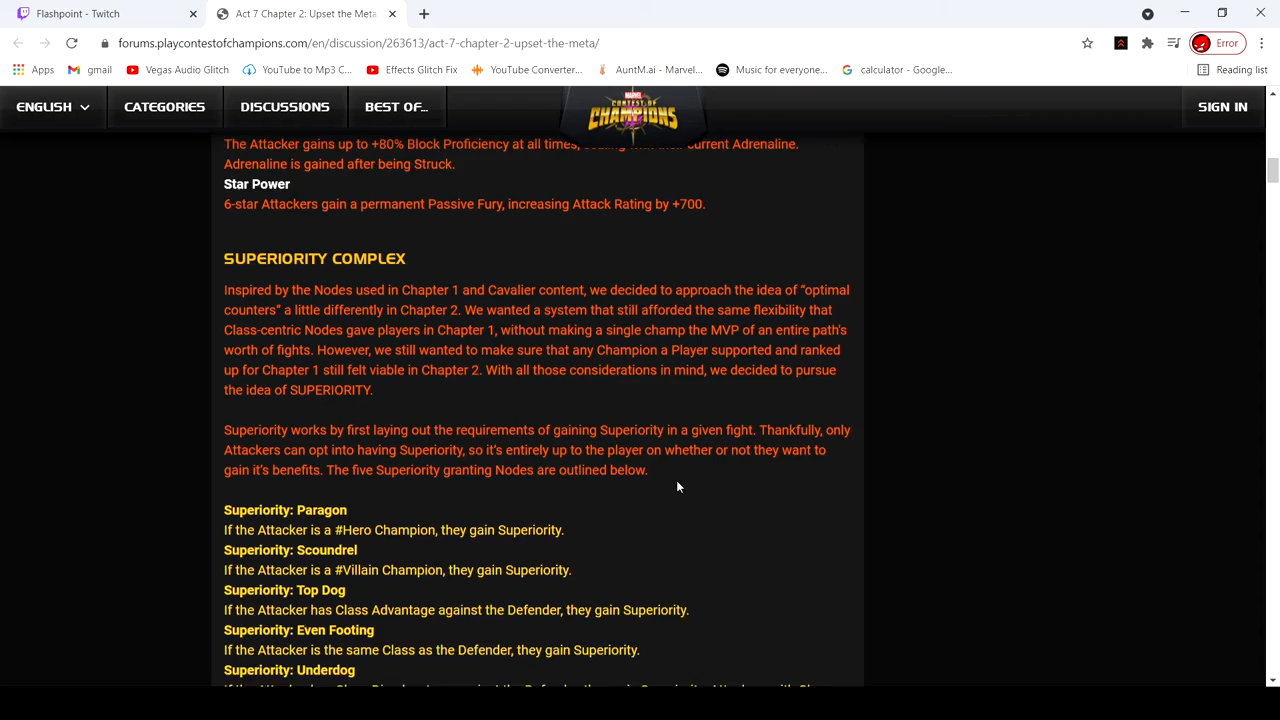 Flashpoint - Twitch
Act 7 Chapter 2: Upset the Meta
forums.playcontestofchampions.com/en/discussion/263613/act-7-chapter-2-upset-the-meta/
Error
Apps
gmail
Vegas Audio Glitch
YouTube to Mp3 C...
Effects Glitch Fix
YouTube Converter...
AuntM.ai - Marvel...
Music for everyone...
calculator - Google...
Reading list
ENGLISH
CATEGORIES
DISCUSSIONS
BEST OF...
MARVEL
CONTEST OF
CHAMPIONS
SIGN IN
The Attacker gains up to +80% Block Proficiency at all times, scaling with their current Adrenaline.
Adrenaline is gained after being Struck.
Star Power
6-star Attackers gain a permanent Passive Fury, increasing Attack Rating by +700.
SUPERIORITY COMPLEX
Inspired by the Nodes used in Chapter 1 and Cavalier content, we decided to approach the idea of “optimal
counters” a little differently in Chapter 2. We wanted a system that still afforded the same flexibility that
Class-centric Nodes gave players in Chapter 1, without making a single champ the MVP of an entire path's
worth of fights. However, we still wanted to make sure that any Champion a Player supported and ranked
up for Chapter 1 still felt viable in Chapter 2. With all those considerations in mind, we decided to pursue
the idea of SUPERIORITY.
Superiority works by first laying out the requirements of gaining Superiority in a given fight. Thankfully, only
Attackers can opt into having Superiority, so it's entirely up to the player on whether or not they want to
gain it's benefits. The five Superiority granting Nodes are outlined below.
Superiority: Paragon
If the Attacker is a #Hero Champion, they gain Superiority.
Superiority: Scoundrel
If the Attacker is a #Villain Champion, they gain Superiority.
Superiority: Top Dog
If the Attacker has Class Advantage against the Defender, they gain Superiority.
Superiority: Even Footing
If the Attacker is the same Class as the Defender, they gain Superiority.
Superiority: Underdog